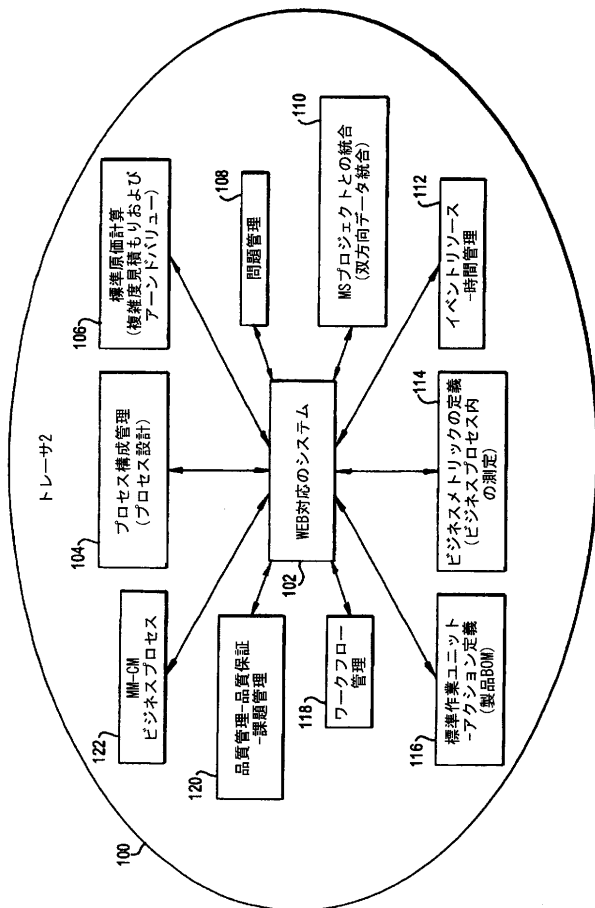 100
トレーサ2
122
MM-CM
ビジネスプロセス
104
プロセス構成管理
(プロセス設計)
106
標準原価計算
(複雑度見積もりおよび
アーンドバリュー)
120
品質管理-品質保証
-課題管理
102
WEB対応のシステム
108
問題管理
118
ワークフロー
管理
110
MSプロジェクトとの統合
(双方向データ統合)
116
標準作業ユニット
-アクション定義
(製品BOM)
114
ビジネスメトリックの定義
(ビジネスプロセス内
の測定)
112
イベントリソース
-時間管理